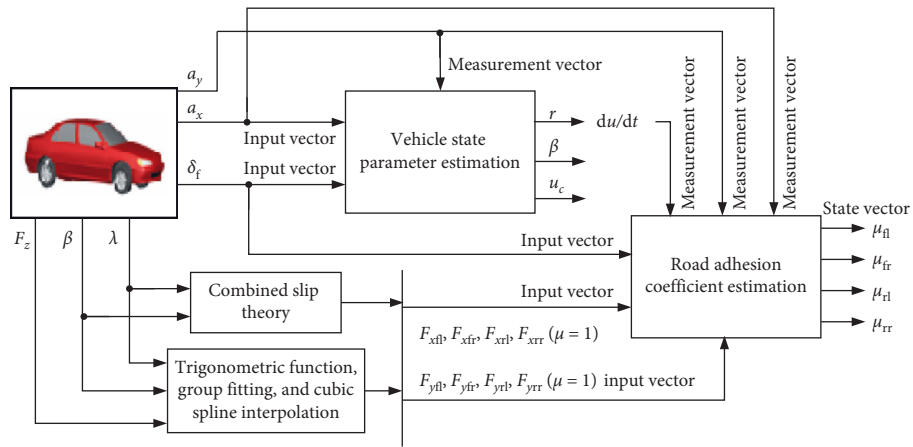 a_y
a_x
δ_f
F_z
β
λ
Input vector
Input vector
Measurement vector
Vehicle state
parameter estimation
r
β
u_c
du/dt
Measurement vector
Measurement vector
Measurement vector
Input vector
Input vector
Combined slip
theory
Trigonometric function,
group fitting, and cubic
spline interpolation
F_xfl, F_xfr, F_xrl, F_xrr (μ = 1)
F_yfl, F_yfr, F_yrl, F_yrr (μ = 1) input vector
Road adhesion
coefficient estimation
State vector
μ_fl
μ_fr
μ_rl
μ_rr